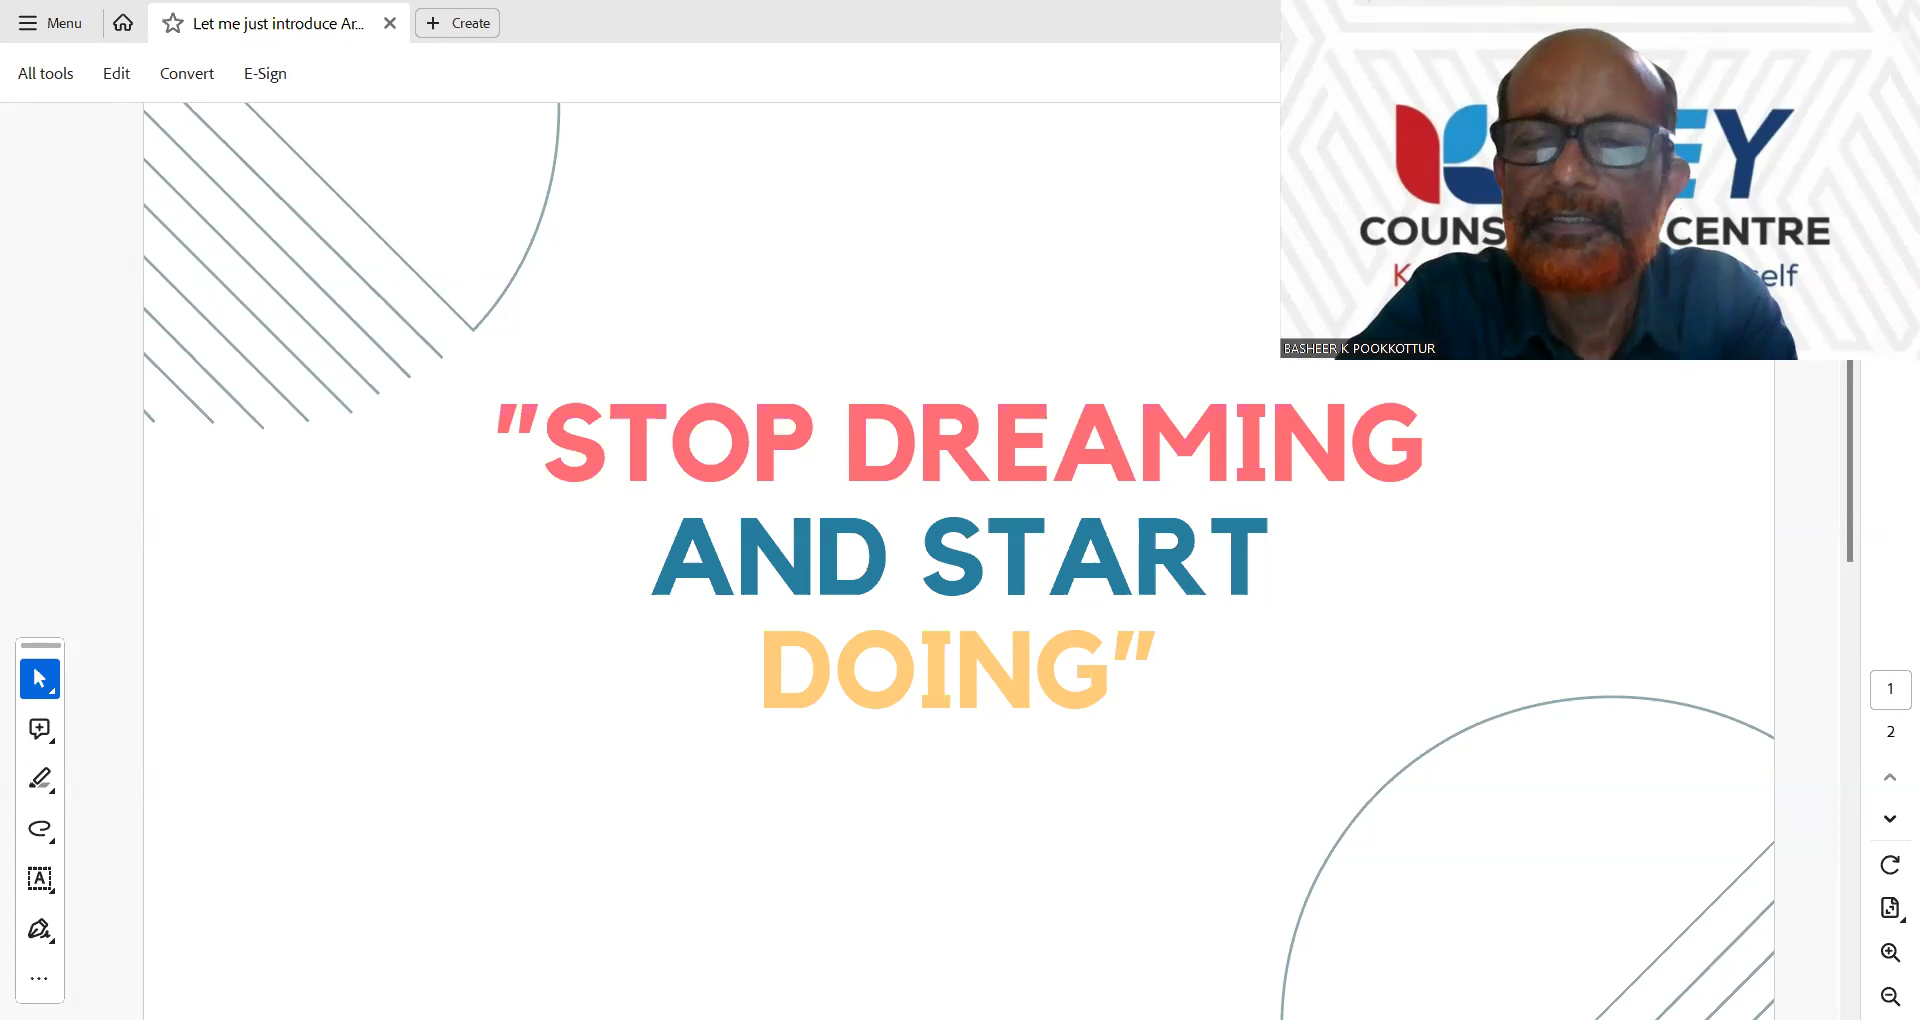 Menu
Let me just introduce Ar...
Create
All tools
Edit
Convert
E-Sign
EY
COUNS CENTRE
K elf
BASHEER K POOKKOTTUR
"STOP DREAMING
AND START
DOING"
1
2